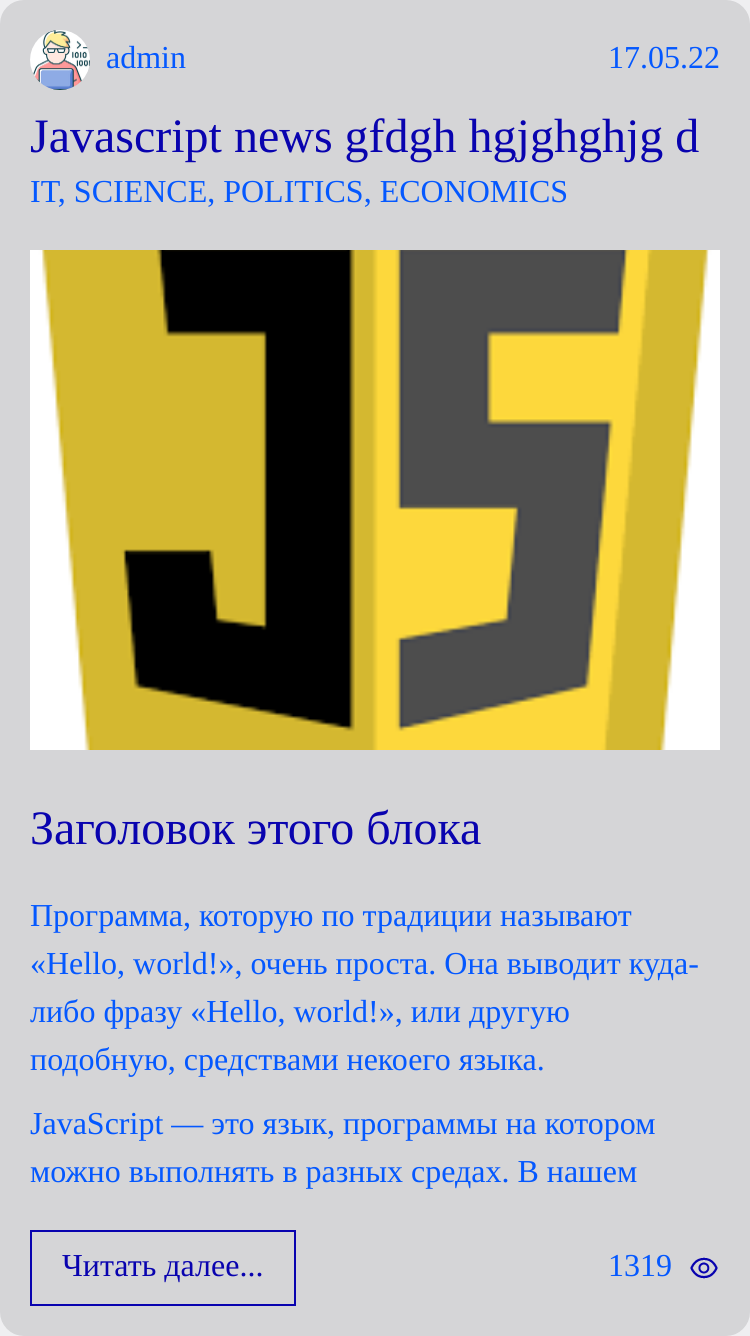 admin 17.05.22
Javascript news gfdgh hgjghghjg d
IT, SCIENCE, POLITICS, ECONOMICS
JS
Заголовок этого блока
Программа, которую по традиции называют
«Hello, world!», очень проста. Она выводит куда-
либо фразу «Hello, world!», или другую
подобную, средствами некоего языка.
JavaScript — это язык, программы на котором
можно выполнять в разных средах. В нашем
Читать далее... 1319